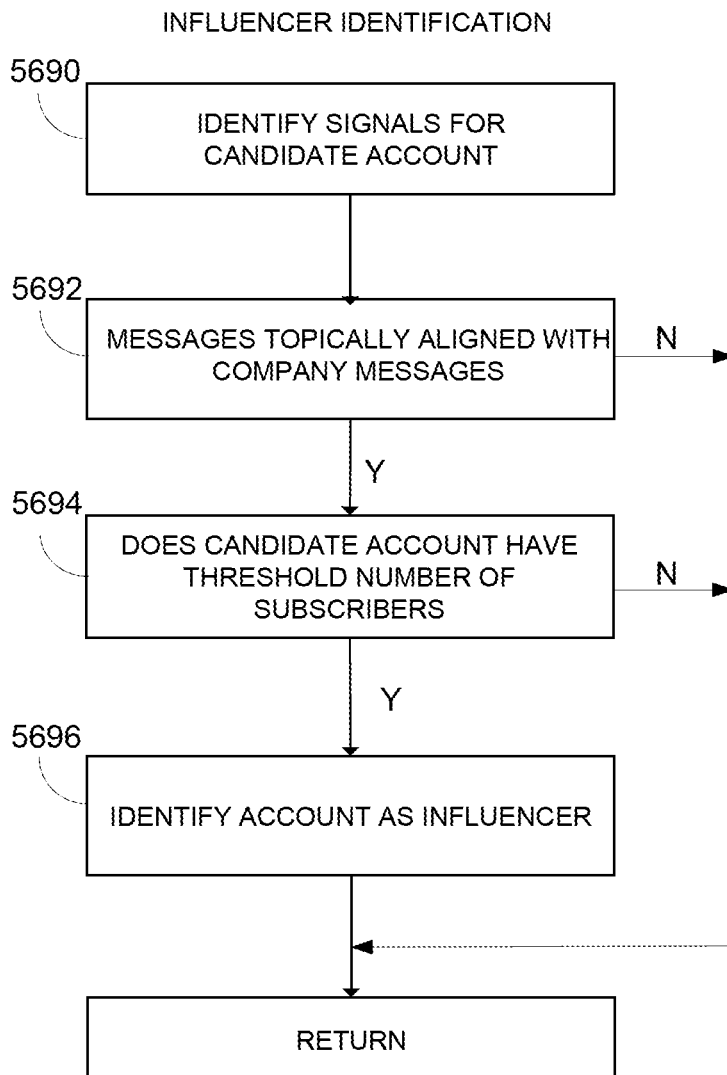 INFLUENCER IDENTIFICATION
5690
IDENTIFY SIGNALS FOR
CANDIDATE ACCOUNT
5692
MESSAGES TOPICALLY ALIGNED WITH
COMPANY MESSAGES
N
Y
5694
DOES CANDIDATE ACCOUNT HAVE
THRESHOLD NUMBER OF
SUBSCRIBERS
N
Y
5696
IDENTIFY ACCOUNT AS INFLUENCER
RETURN